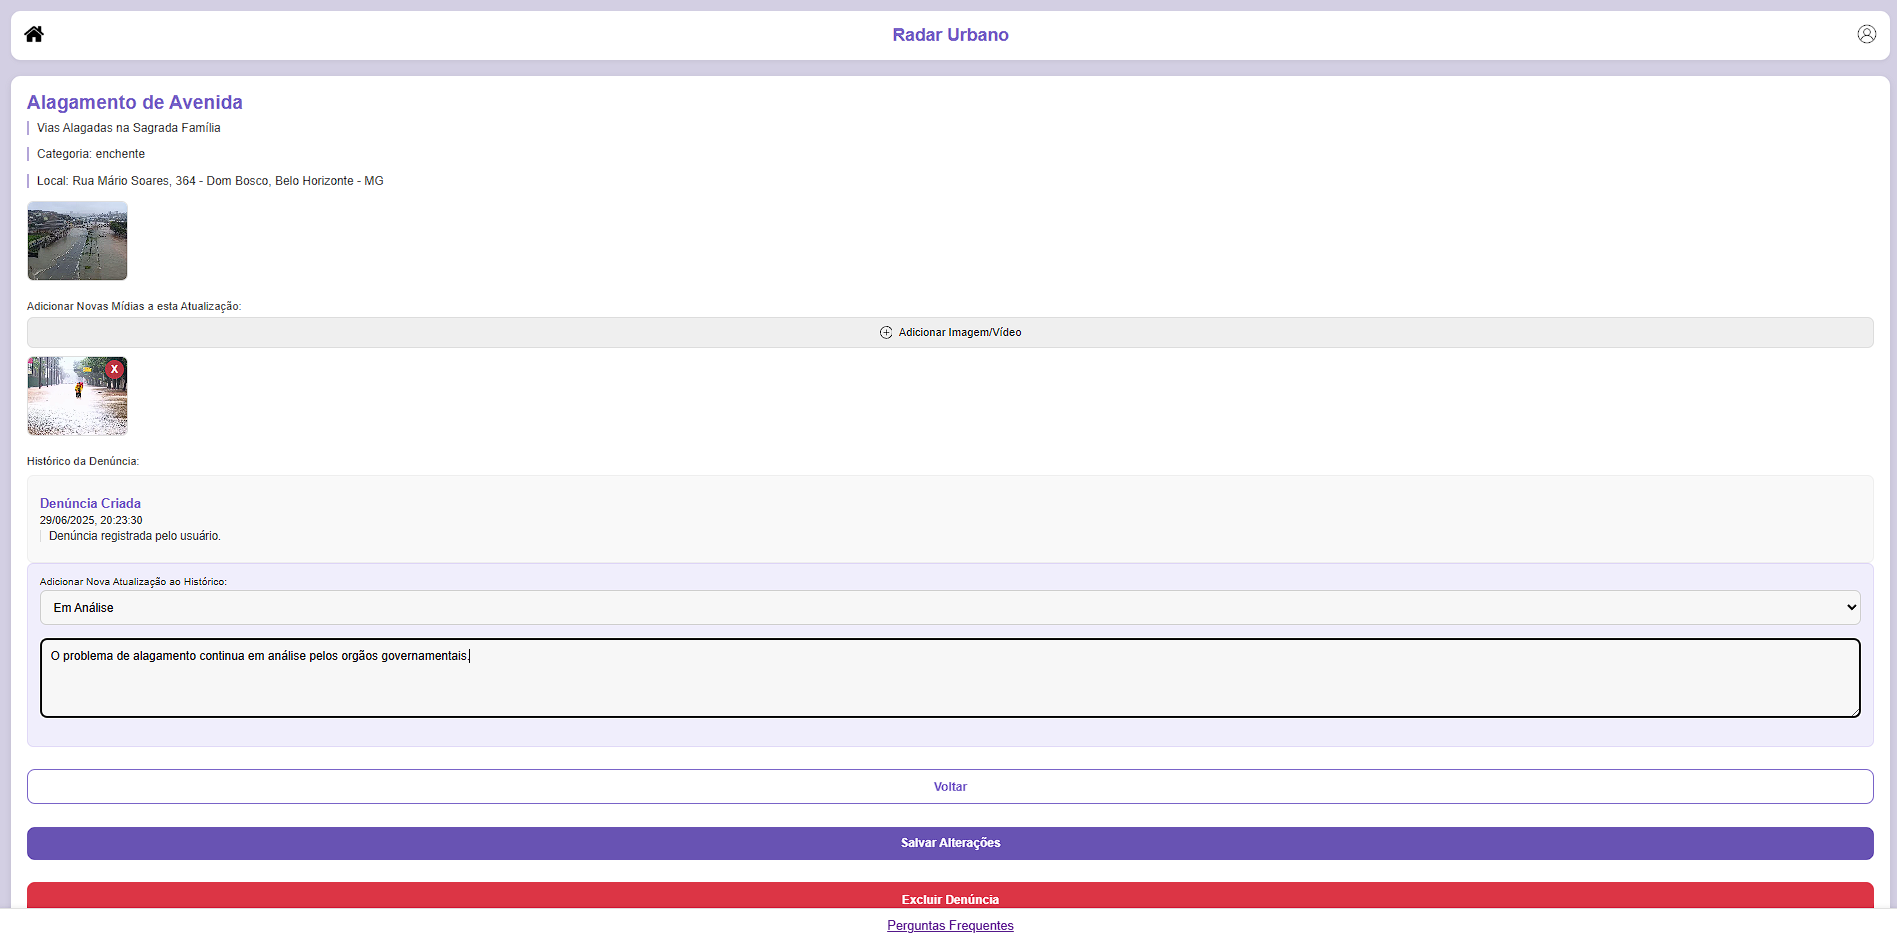 Radar Urbano
Alagamento de Avenida
Vias Alagadas na Sagrada Família
Categoria: enchente
Local: Rua Mário Soares, 364 - Dom Bosco, Belo Horizonte - MG
Adicionar Novas Mídias a esta Atualização:
Adicionar Imagem/Vídeo
X
Histórico da Denúncia:
Denúncia Criada
29/06/2025, 20:23:30
Denúncia registrada pelo usuário.
Adicionar Nova Atualização ao Histórico:
Em Análise
O problema de alagamento continua em análise pelos orgãos governamentais.
Voltar
Salvar Alterações
Excluir Denúncia
Perguntas Frequentes